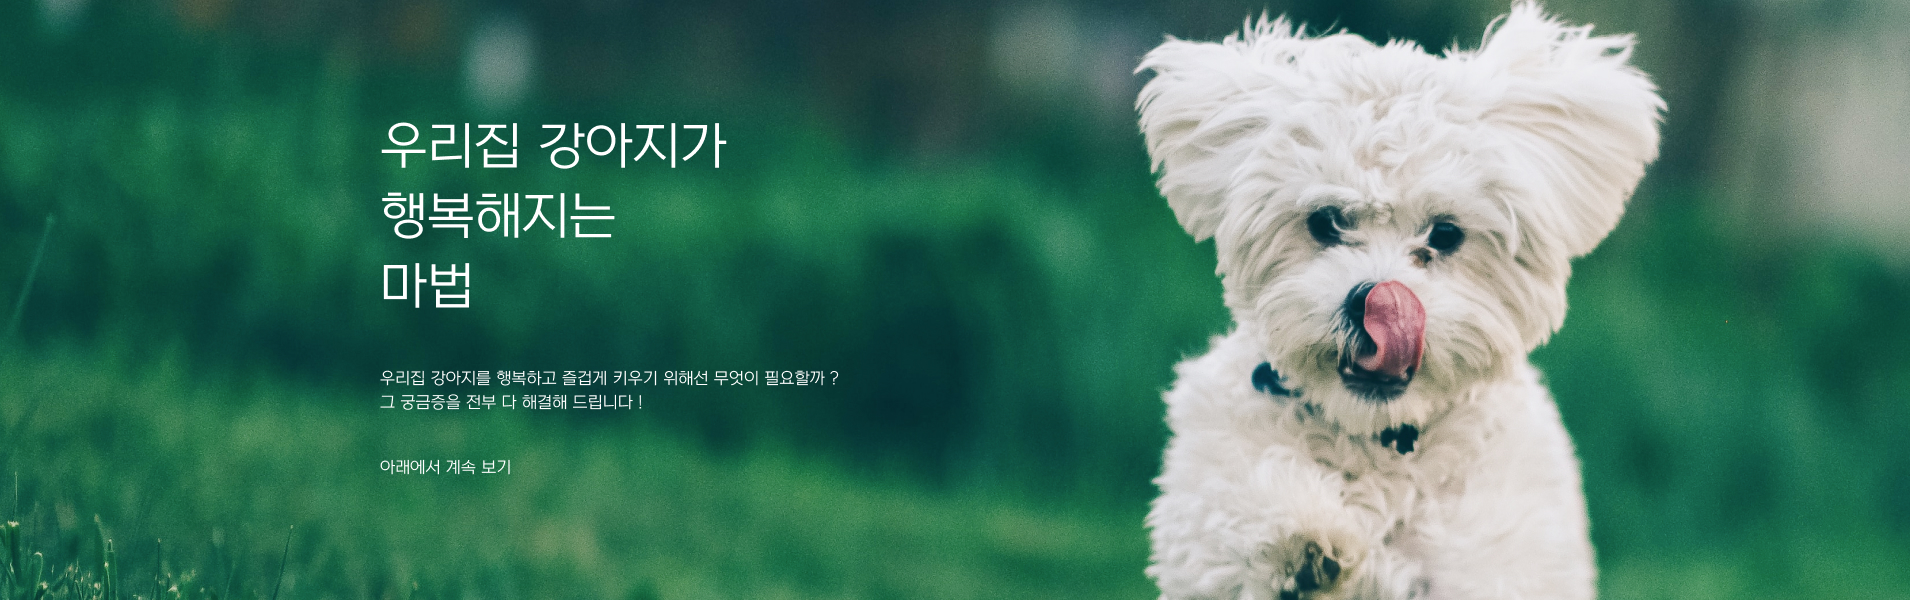 우리집 강아지가
행복해지는
마법
우리집 강아지를 행복하고 즐겁게 키우기 위해선 무엇이 필요할까 ?
그 궁금증을 전부 다 해결해 드립니다 !
아래에서 계속 보기